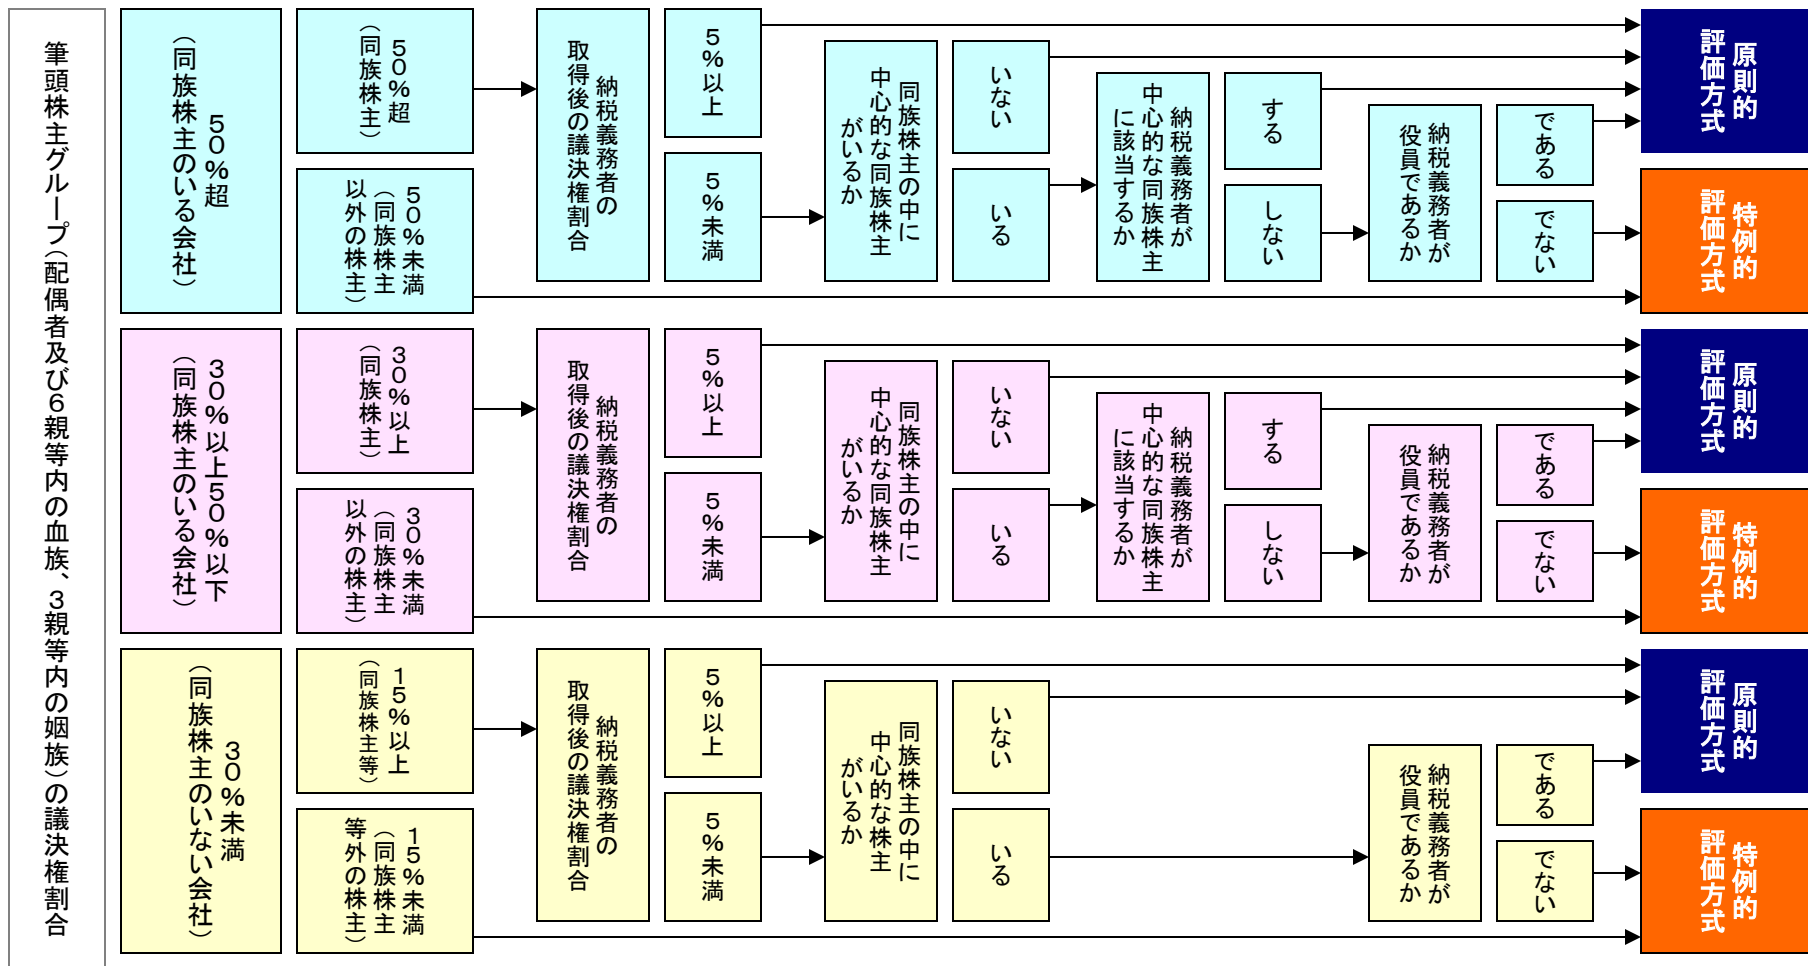 筆頭株主グループ（配偶者及び６親等内の血族、３親等内の姻族）の議決権割合
５０％超
（同族株主のいる会社）
５０％超
（同族株主）
５０％未満
（同族株主
以外の株主）
納税義務者の
取得後の議決権割合
５％以上
５％未満
同族株主の中に
中心的な同族株主
がいるか
いない
いる
納税義務者が
中心的な同族株主
に該当するか
する
しない
納税義務者が
役員であるか
である
でない
原則的
評価方式
特例的
評価方式
３０％以上５０％以下
（同族株主のいる会社）
３０％以上
（同族株主）
３０％未満
（同族株主
以外の株主）
納税義務者の
取得後の議決権割合
５％以上
５％未満
同族株主の中に
中心的な同族株主
がいるか
いない
いる
納税義務者が
中心的な同族株主
に該当するか
する
しない
納税義務者が
役員であるか
である
でない
原則的
評価方式
特例的
評価方式
３０％未満
（同族株主のいない会社）
１５％以上
（同族株主等）
１５％未満
（同族株主
等外の株主）
納税義務者の
取得後の議決権割合
５％以上
５％未満
同族株主の中に
中心的な株主
がいるか
いない
いる
納税義務者が
役員であるか
である
でない
原則的
評価方式
特例的
評価方式